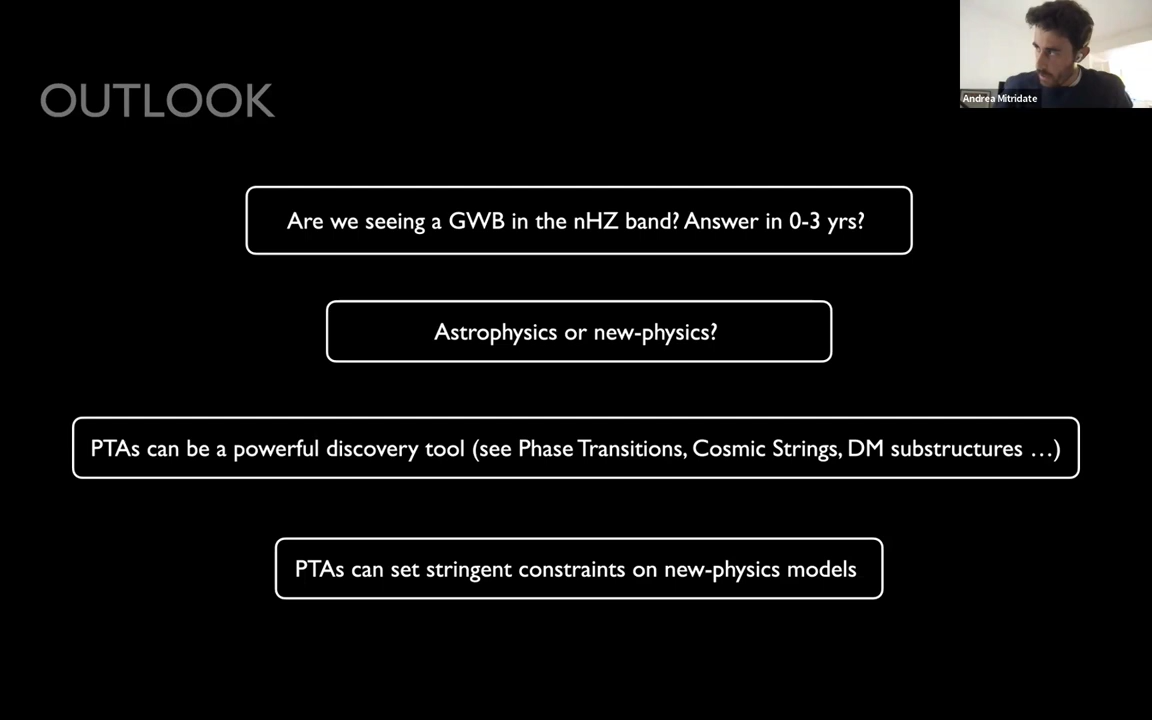 OUTLOOK
Andrea Mitridate
Are we seeing a GWB in the nHZ band? Answer in 0-3 yrs?
Astrophysics or new-physics?
PTAs can be a powerful discovery tool (see Phase Transitions, Cosmic Strings, DM substructures …)
PTAs can set stringent constraints on new-physics models